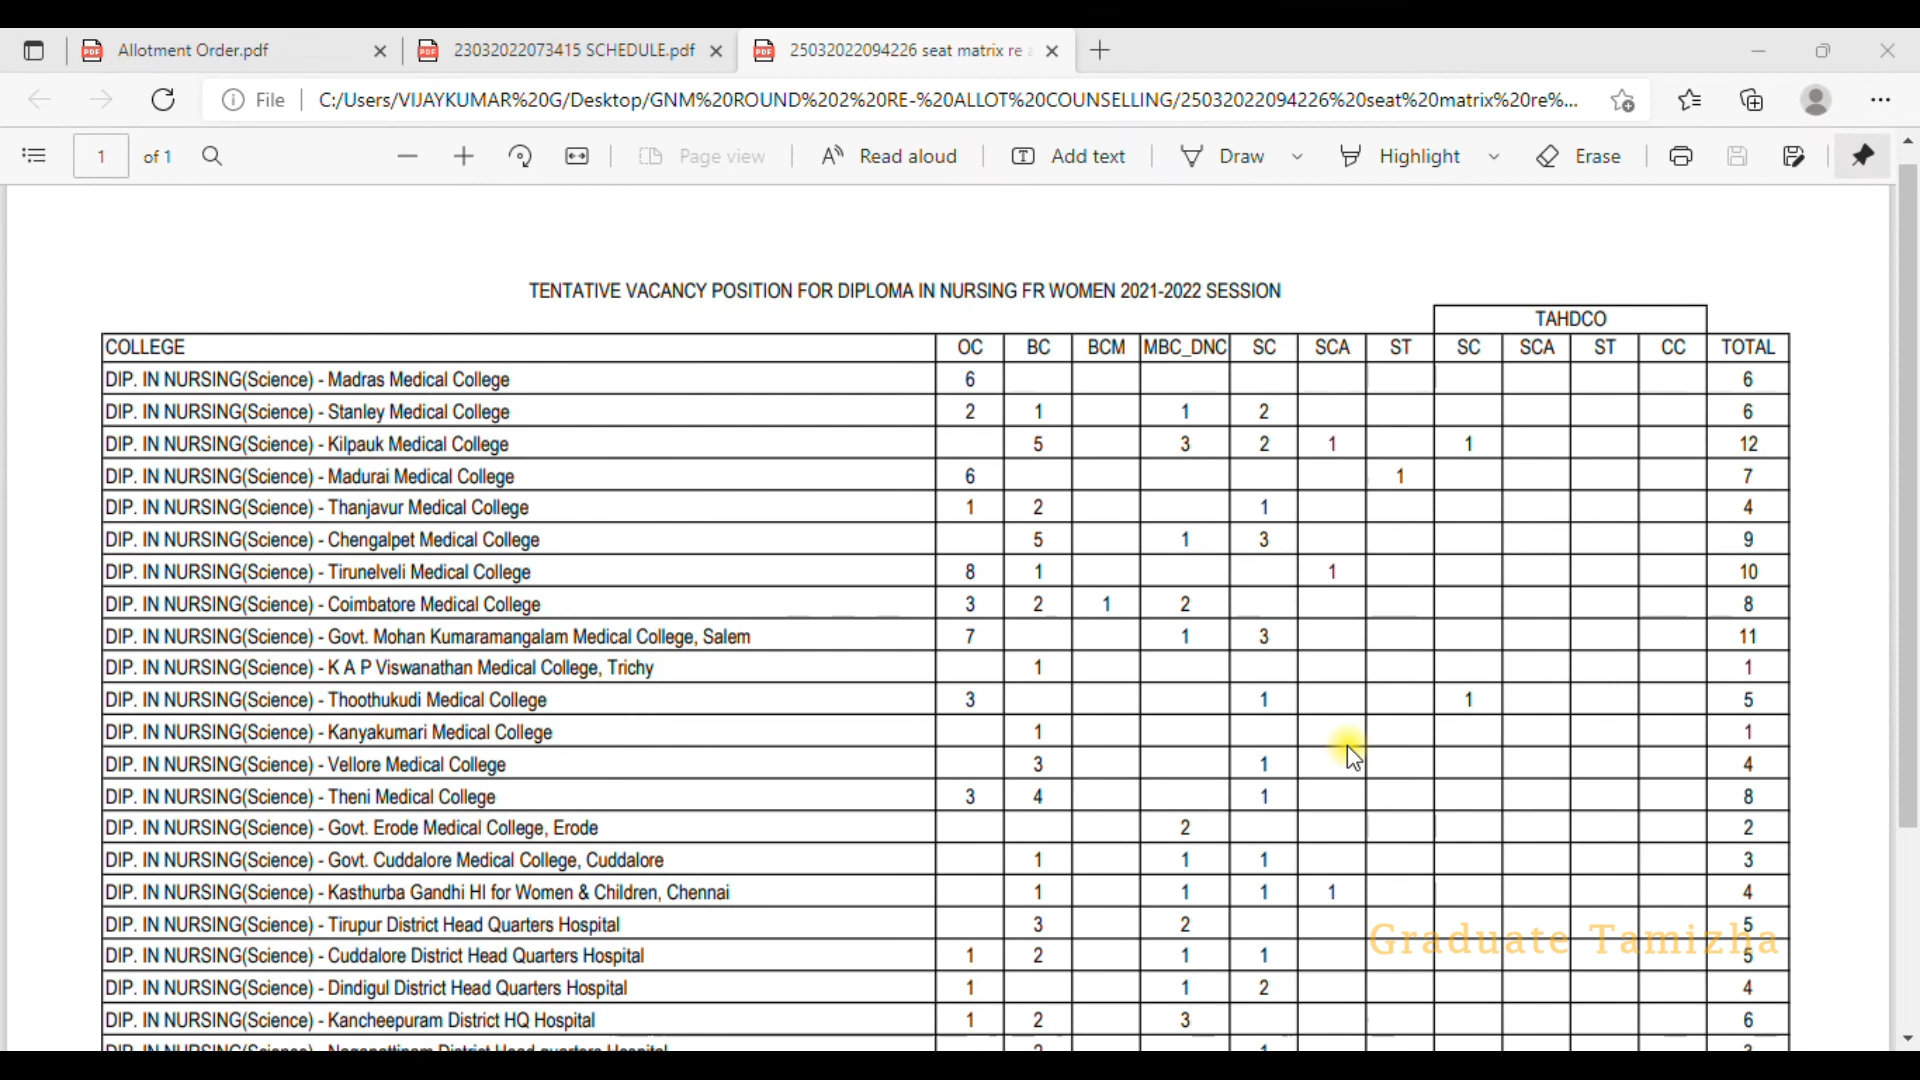 Allotment Order.pdf 23032022073415 SCHEDULE.pdf 25032022094226 seat matrix re
File C:/Users/VIJAYKUMAR%20G/Desktop/GNM%20ROUND%202%20RE-%20ALLOT%20COUNSELLING/25032022094226%20seat%20matrix%20re%...
1 of 1 Page view Read aloud Add text Draw Highlight Erase
TENTATIVE VACANCY POSITION FOR DIPLOMA IN NURSING FR WOMEN 2021-2022 SESSION
TAHDCO
COLLEGE OC BC BCM MBC_DNC SC SCA ST SC SCA ST CC TOTAL
DIP. IN NURSING(Science) - Madras Medical College 6 6
DIP. IN NURSING(Science) - Stanley Medical College 2 1 1 2 6
DIP. IN NURSING(Science) - Kilpauk Medical College 5 3 2 1 1 12
DIP. IN NURSING(Science) - Madurai Medical College 6 1 7
DIP. IN NURSING(Science) - Thanjavur Medical College 1 2 1 4
DIP. IN NURSING(Science) - Chengalpet Medical College 5 1 3 9
DIP. IN NURSING(Science) - Tirunelveli Medical College 8 1 1 10
DIP. IN NURSING(Science) - Coimbatore Medical College 3 2 1 2 8
DIP. IN NURSING(Science) - Govt. Mohan Kumaramangalam Medical College, Salem 7 1 3 11
DIP. IN NURSING(Science) - K A P Viswanathan Medical College, Trichy 1 1
DIP. IN NURSING(Science) - Thoothukudi Medical College 3 1 1 5
DIP. IN NURSING(Science) - Kanyakumari Medical College 1 1
DIP. IN NURSING(Science) - Vellore Medical College 3 1 4
DIP. IN NURSING(Science) - Theni Medical College 3 4 1 8
DIP. IN NURSING(Science) - Govt. Erode Medical College, Erode 2 2
DIP. IN NURSING(Science) - Govt. Cuddalore Medical College, Cuddalore 1 1 1 3
DIP. IN NURSING(Science) - Kasthurba Gandhi HI for Women & Children, Chennai 1 1 1 1 4
DIP. IN NURSING(Science) - Tirupur District Head Quarters Hospital 3 2 5
Graduate Tamizha
DIP. IN NURSING(Science) - Cuddalore District Head Quarters Hospital 1 2 1 1 5
DIP. IN NURSING(Science) - Dindigul District Head Quarters Hospital 1 1 2 4
DIP. IN NURSING(Science) - Kancheepuram District HQ Hospital 1 2 3 6